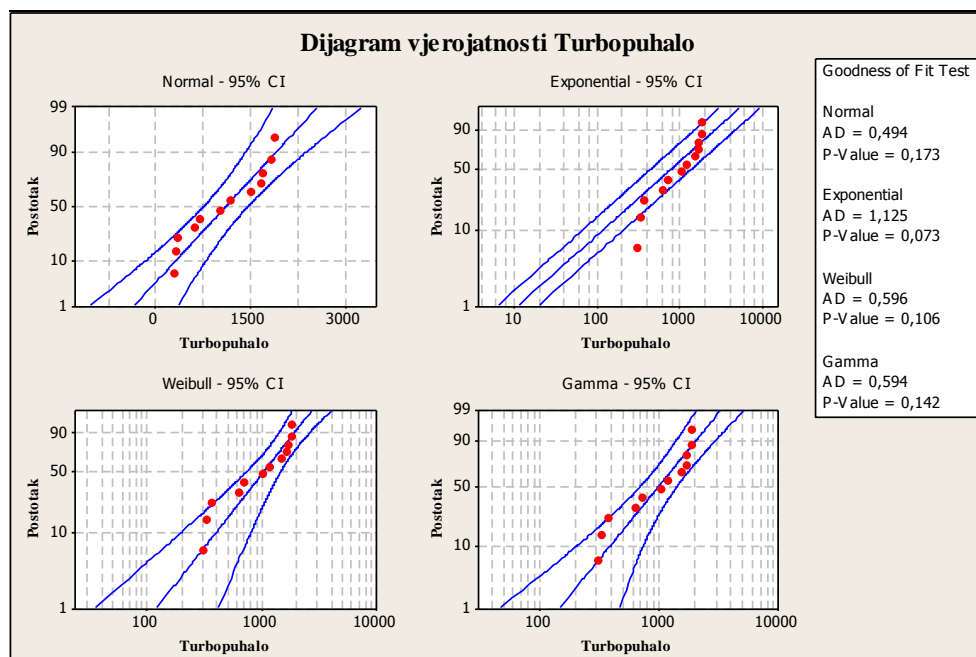 Dijagram vjerojatnosti Turbopuhalo
Normal - 95% CI
Postotak
99
90
50
10
1
0 1500 3000
Turbopuhalo
Exponential - 95% CI
Postotak
90
50
10
1
10 100 1000 10000
Turbopuhalo
Weibull - 95% CI
Postotak
90
50
10
1
100 1000 10000
Turbopuhalo
Gamma - 95% CI
Postotak
99
90
50
10
1
100 1000 10000
Turbopuhalo
Goodness of Fit Test
Normal
AD = 0,494
P-Value = 0,173
Exponential
AD = 1,125
P-Value = 0,073
Weibull
AD = 0,596
P-Value = 0,106
Gamma
AD = 0,594
P-Value = 0,142